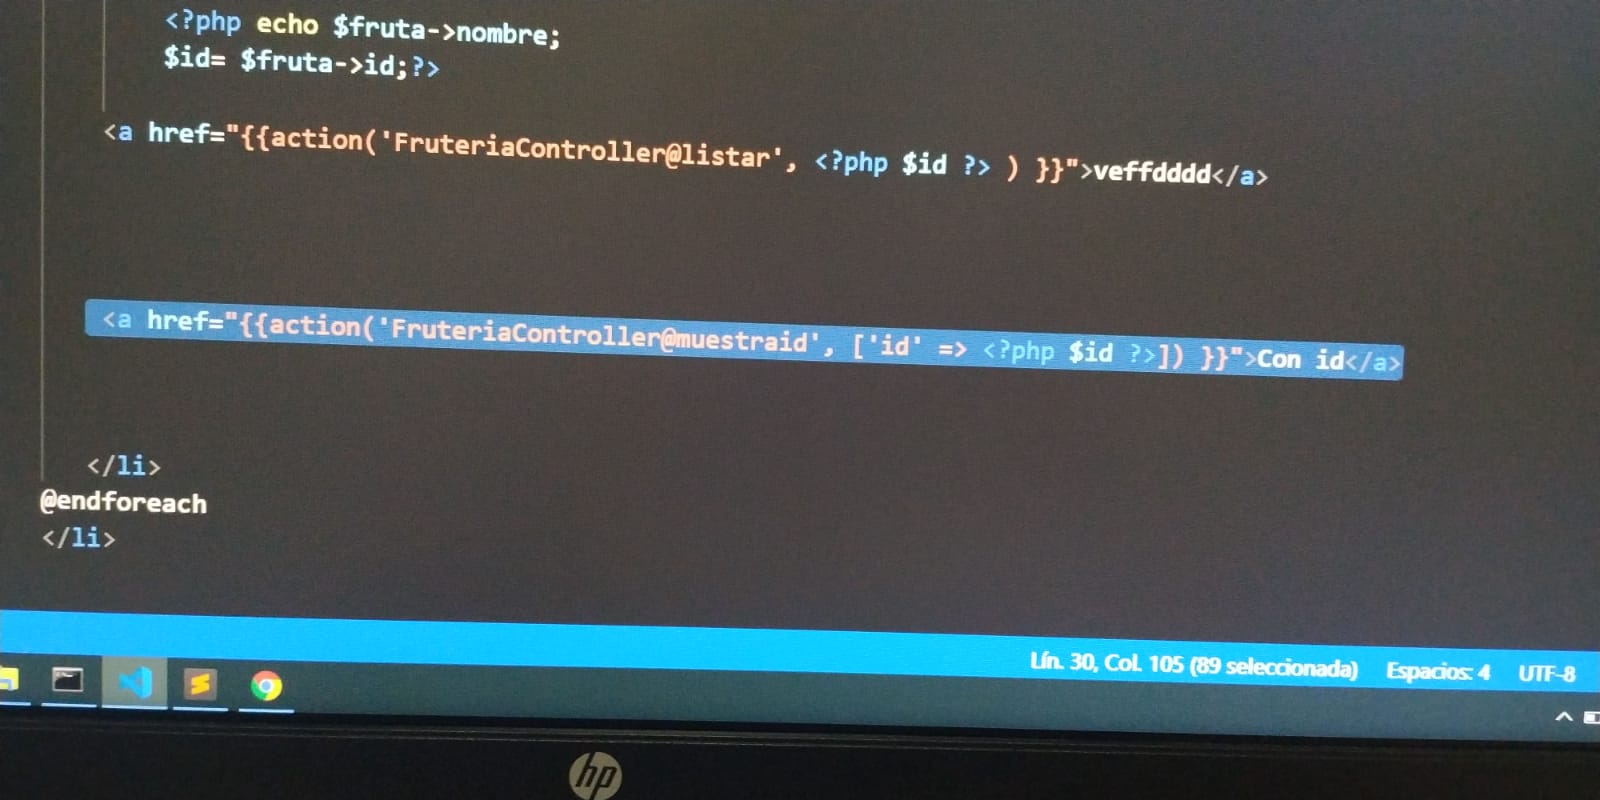 <?php echo $fruta->nombre;
$id= $fruta->id;?>
<a href="{{action('FruteriaController@listar', <?php $id ?> ) }}">veffdddd</a>
<a href="{{action('FruteriaController@muestraid', ['id' => <?php $id ?>]) }}">Con id</a>
</li>
@endforeach
</li>
Lín. 30, Col. 105 (89 seleccionada) Espacios: 4 UTF-8
hp